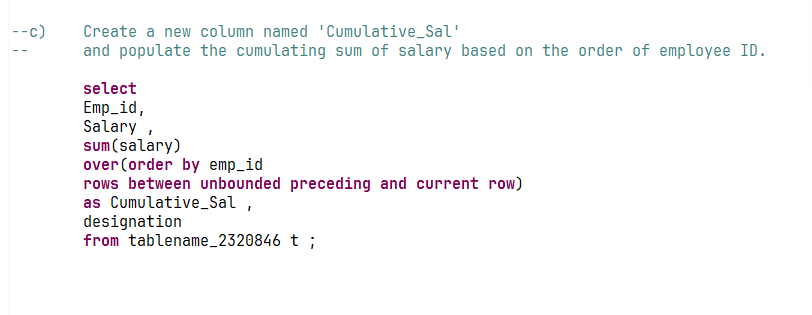 --c) Create a new column named 'Cumulative_Sal'
-- and populate the cumulating sum of salary based on the order of employee ID.
select
Emp_id,
Salary ,
sum(salary)
over(order by emp_id
rows between unbounded preceding and current row)
as Cumulative_Sal ,
designation
from tablename_2320846 t ;